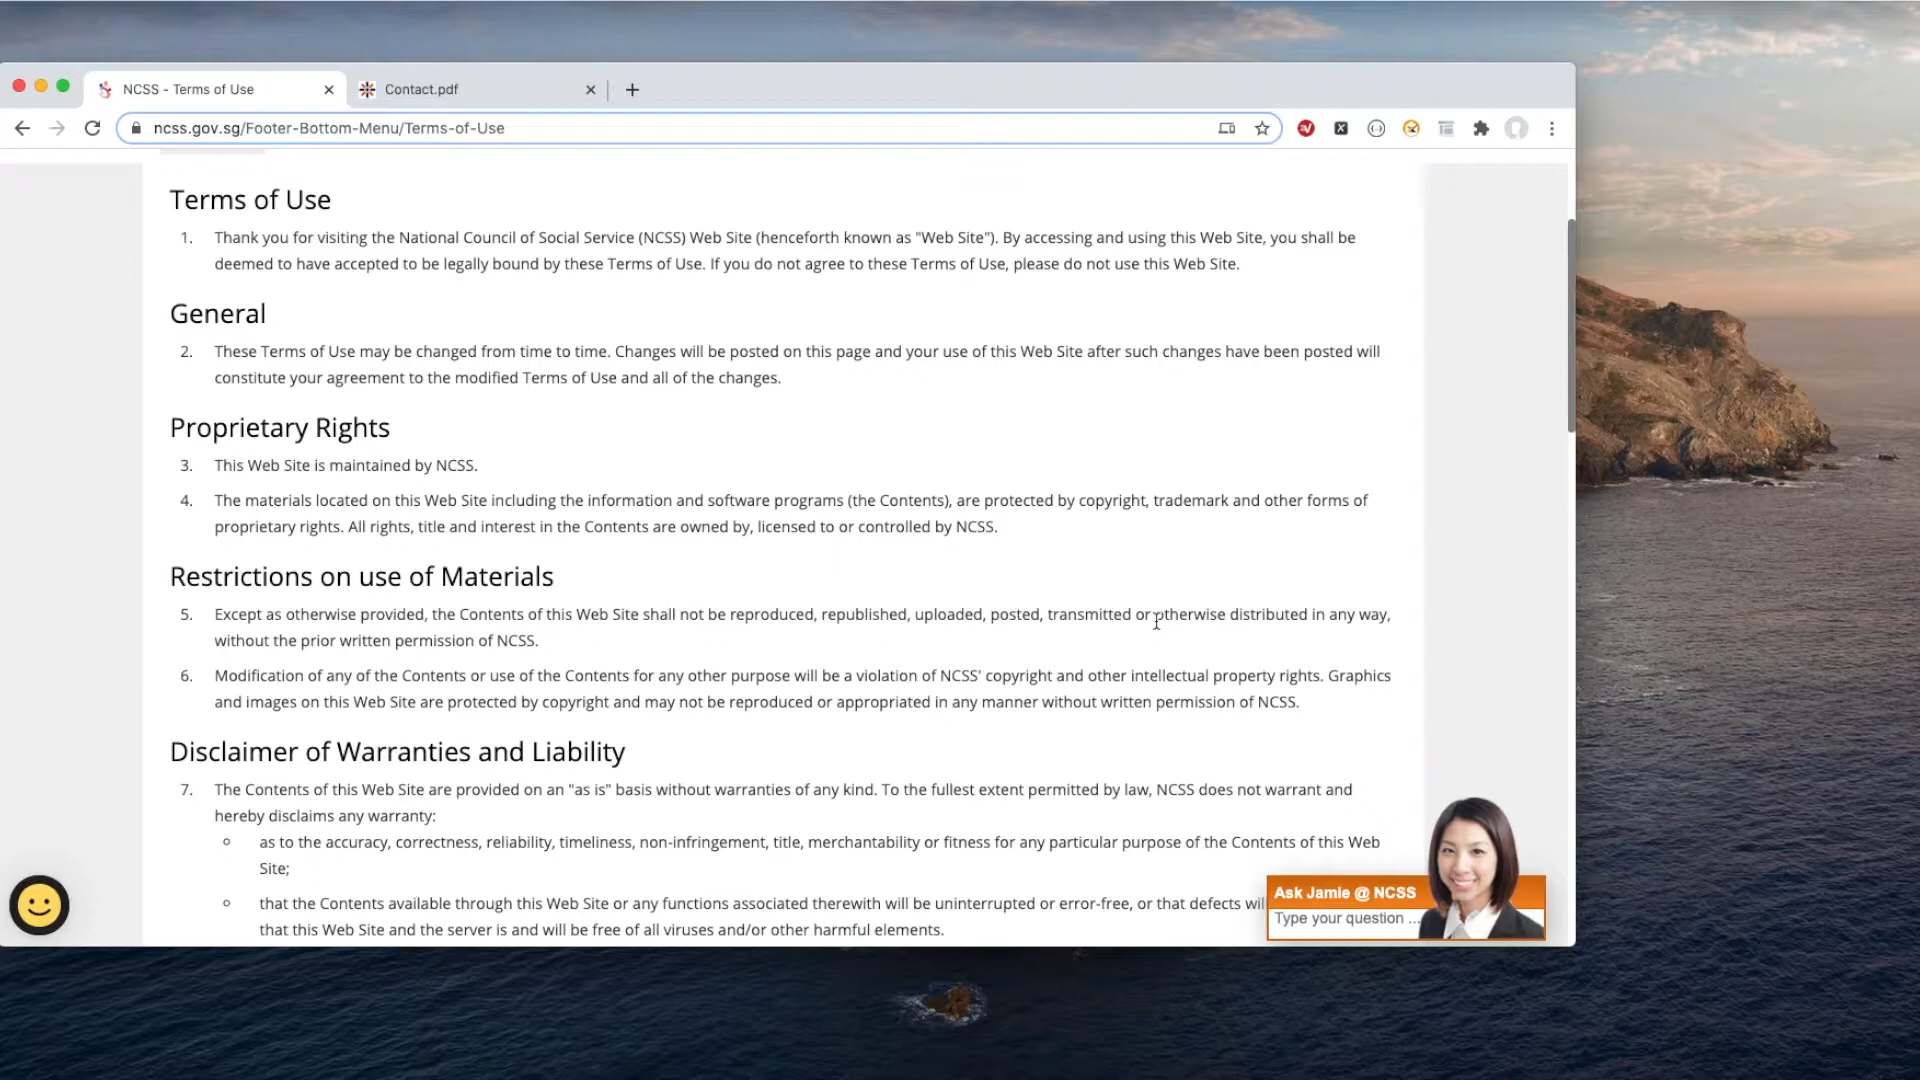 NCSS - Terms of Use
Contact.pdf
ncss.gov.sg/Footer-Bottom-Menu/Terms-of-Use
Terms of Use
1. Thank you for visiting the National Council of Social Service (NCSS) Web Site (henceforth known as "Web Site"). By accessing and using this Web Site, you shall be
deemed to have accepted to be legally bound by these Terms of Use. If you do not agree to these Terms of Use, please do not use this Web Site.
General
2. These Terms of Use may be changed from time to time. Changes will be posted on this page and your use of this Web Site after such changes have been posted will
constitute your agreement to the modified Terms of Use and all of the changes.
Proprietary Rights
3. This Web Site is maintained by NCSS.
4. The materials located on this Web Site including the information and software programs (the Contents), are protected by copyright, trademark and other forms of
proprietary rights. All rights, title and interest in the Contents are owned by, licensed to or controlled by NCSS.
Restrictions on use of Materials
5. Except as otherwise provided, the Contents of this Web Site shall not be reproduced, republished, uploaded, posted, transmitted or otherwise distributed in any way,
without the prior written permission of NCSS.
6. Modification of any of the Contents or use of the Contents for any other purpose will be a violation of NCSS' copyright and other intellectual property rights. Graphics
and images on this Web Site are protected by copyright and may not be reproduced or appropriated in any manner without written permission of NCSS.
Disclaimer of Warranties and Liability
7. The Contents of this Web Site are provided on an "as is" basis without warranties of any kind. To the fullest extent permitted by law, NCSS does not warrant and
hereby disclaims any warranty:
as to the accuracy, correctness, reliability, timeliness, non-infringement, title, merchantability or fitness for any particular purpose of the Contents of this Web
Site;
that the Contents available through this Web Site or any functions associated therewith will be uninterrupted or error-free, or that defects wil
that this Web Site and the server is and will be free of all viruses and/or other harmful elements.
Ask Jamie @ NCSS
Type your question ...